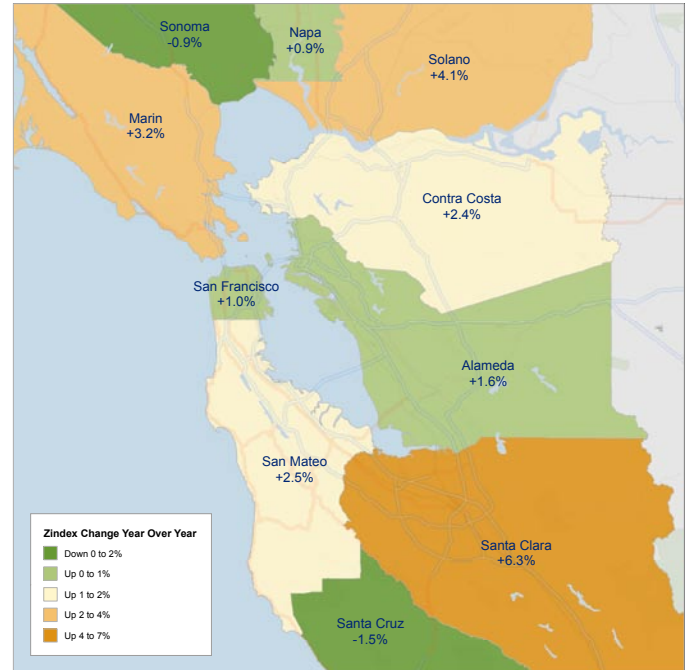 Sonoma
-0.9%
Napa
+0.9%
Solano
+4.1%
Marin
+3.2%
Contra Costa
+2.4%
San Francisco
+1.0%
Alameda
+1.6%
San Mateo
+2.5%
Santa Clara
+6.3%
Santa Cruz
-1.5%
Zindex Change Year Over Year
Down 0 to 2%
Up 0 to 1%
Up 1 to 2%
Up 2 to 4%
Up 4 to 7%